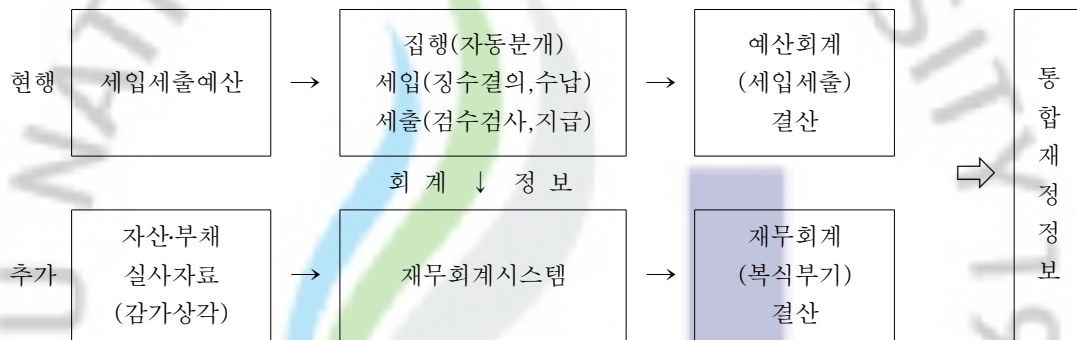 현행
세입세출예산
→
집행(자동분개)
세입(징수결의,수납)
세출(검수검사,지급)
→
예산회계
(세입세출)
결산
회 계 ↓ 정 보
추가
자산·부채
실사자료
(감가상각)
→
재무회계시스템
→
재무회계
(복식부기)
결산
⇨
통
합
재
정
정
보